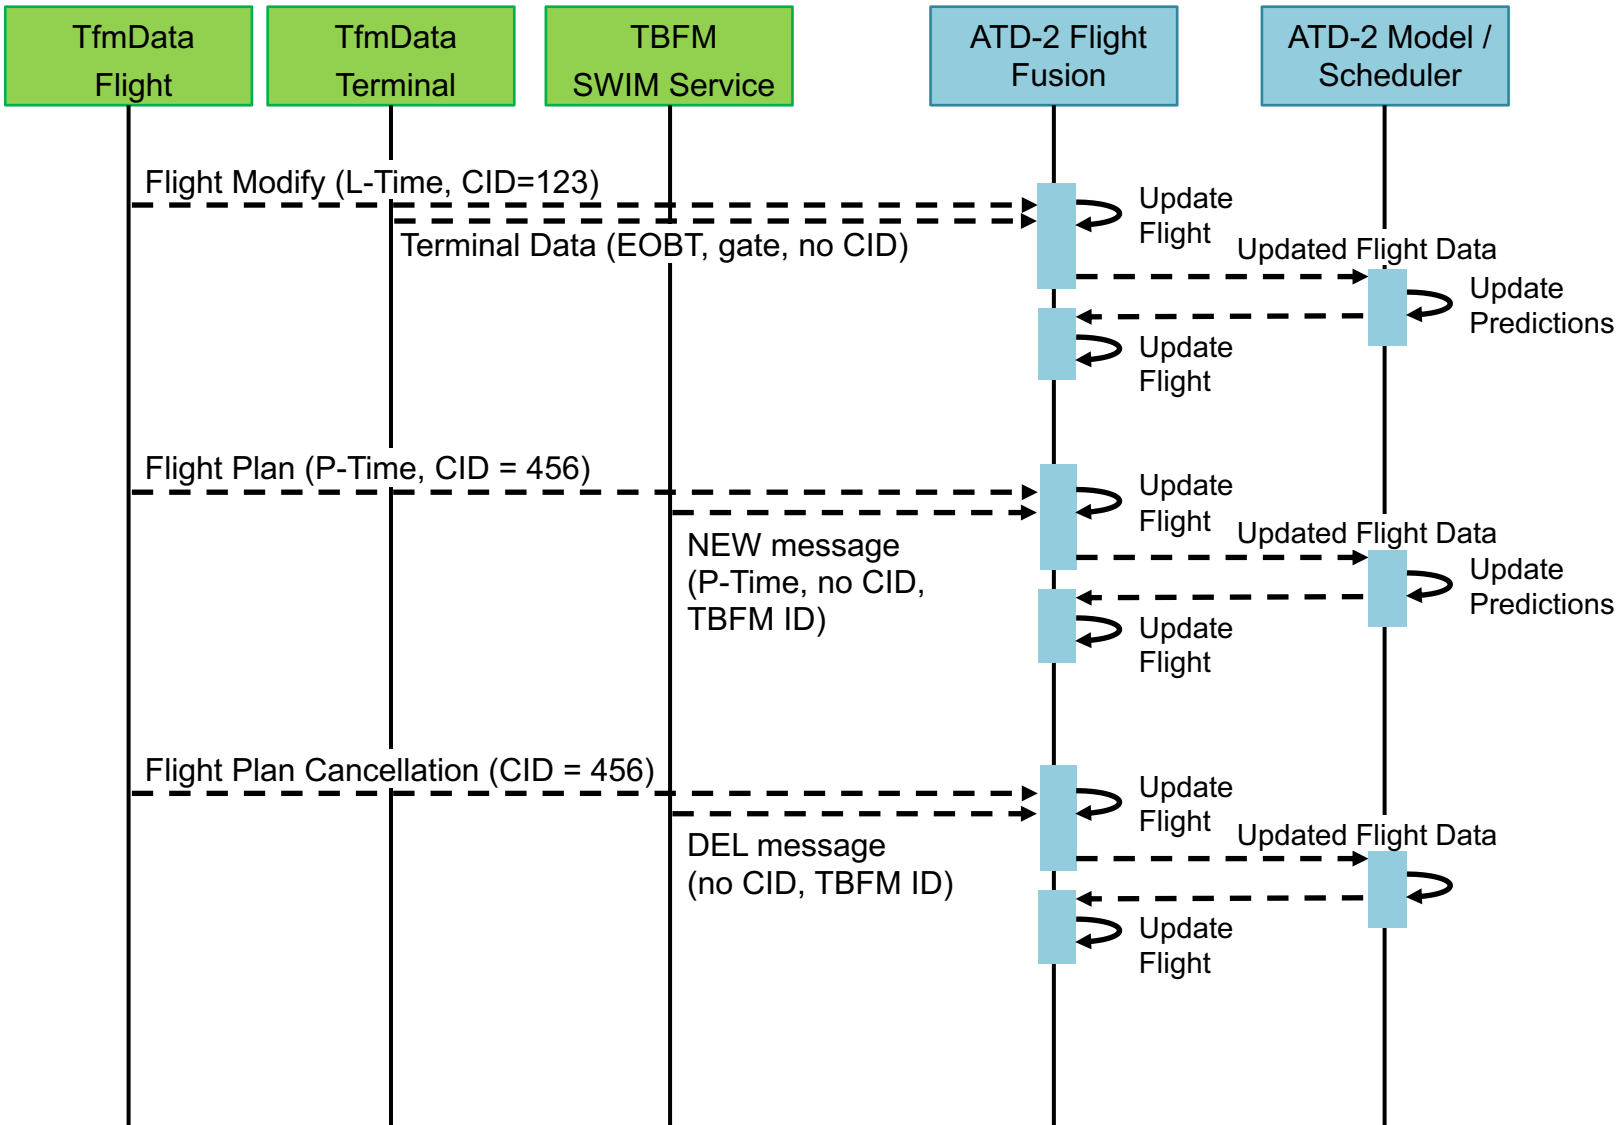 TfmData
Flight
TfmData
Terminal
TBFM
SWIM Service
ATD-2 Flight
Fusion
ATD-2 Model /
Scheduler
Flight Modify (L-Time, CID=123)
Terminal Data (EOBT, gate, no CID)
Update
Flight
Updated Flight Data
Update
Predictions
Update
Flight
Flight Plan (P-Time, CID = 456)
NEW message
(P-Time, no CID,
TBFM ID)
Update
Flight
Updated Flight Data
Update
Predictions
Update
Flight
Flight Plan Cancellation (CID = 456)
DEL message
(no CID, TBFM ID)
Update
Flight
Updated Flight Data
Update
Flight